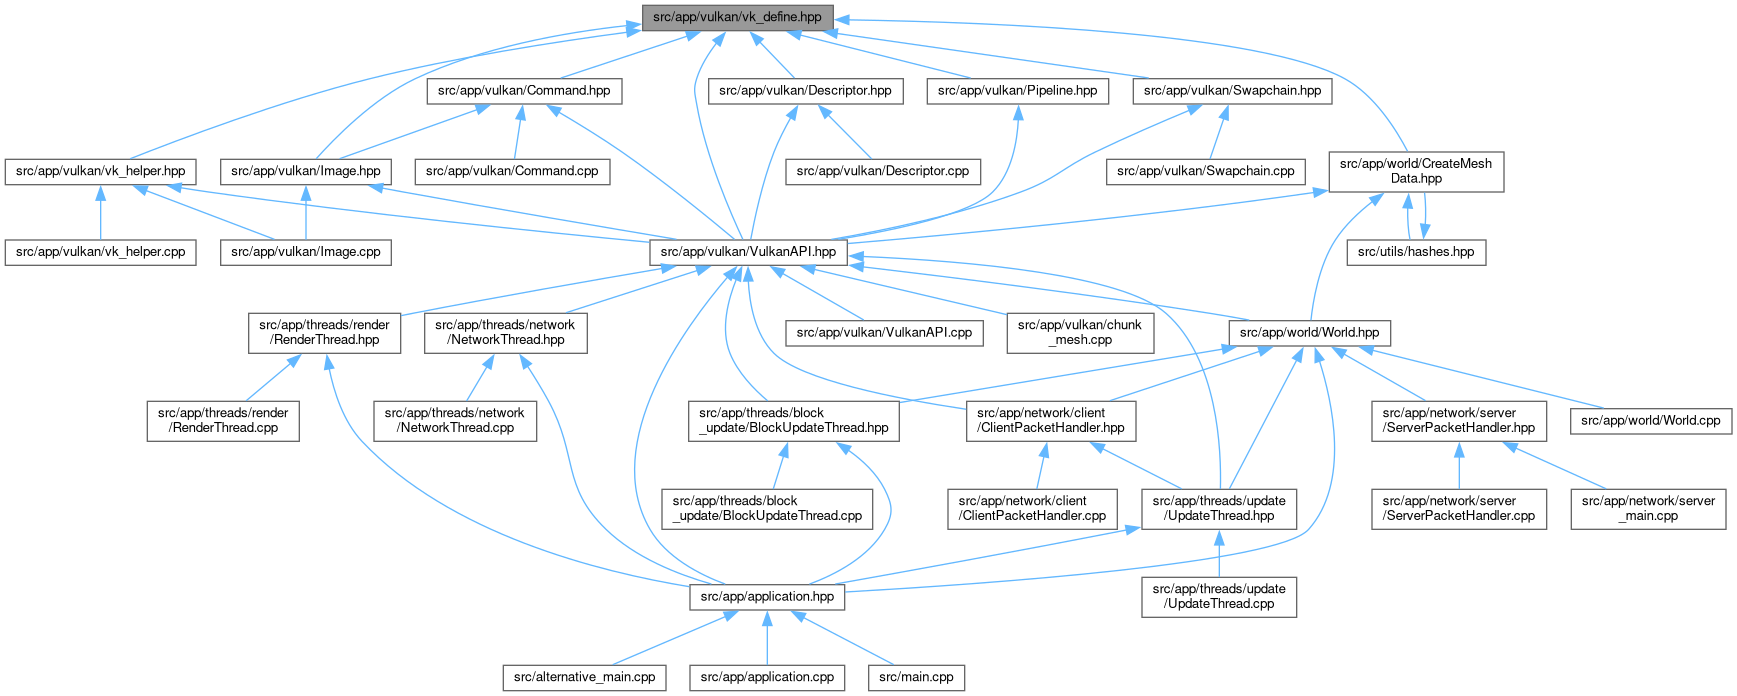 src/app/vulkan/vk_define.hpp
src/app/vulkan/Command.hpp
src/app/vulkan/Descriptor.hpp
src/app/vulkan/Pipeline.hpp
src/app/vulkan/Swapchain.hpp
src/app/vulkan/vk_helper.hpp
src/app/vulkan/Image.hpp
src/app/vulkan/Command.cpp
src/app/vulkan/Descriptor.cpp
src/app/vulkan/Swapchain.cpp
src/app/world/CreateMesh
Data.hpp
src/app/vulkan/vk_helper.cpp
src/app/vulkan/Image.cpp
src/app/vulkan/VulkanAPI.hpp
src/utils/hashes.hpp
src/app/threads/render
/RenderThread.hpp
src/app/threads/network
/NetworkThread.hpp
src/app/vulkan/VulkanAPI.cpp
src/app/vulkan/chunk
_mesh.cpp
src/app/world/World.hpp
src/app/threads/render
/RenderThread.cpp
src/app/threads/network
/NetworkThread.cpp
src/app/threads/block
_update/BlockUpdateThread.hpp
src/app/network/client
/ClientPacketHandler.hpp
src/app/network/server
/ServerPacketHandler.hpp
src/app/world/World.cpp
src/app/threads/block
_update/BlockUpdateThread.cpp
src/app/network/client
/ClientPacketHandler.cpp
src/app/threads/update
/UpdateThread.hpp
src/app/network/server
/ServerPacketHandler.cpp
src/app/network/server
_main.cpp
src/app/application.hpp
src/app/threads/update
/UpdateThread.cpp
src/alternative_main.cpp
src/app/application.cpp
src/main.cpp